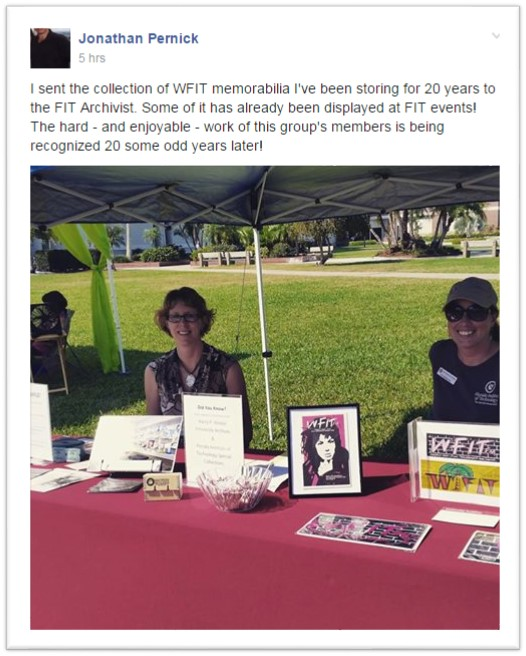 Jonathan Pernick
5 hrs
I sent the collection of WFIT memorabilia I've been storing for 20 years to
the FIT Archivist. Some of it has already been displayed at FIT events!
The hard - and enjoyable - work of this group's members is being
recognized 20 some odd years later!
Did You Know?
WFIT
WFIT
WFIT